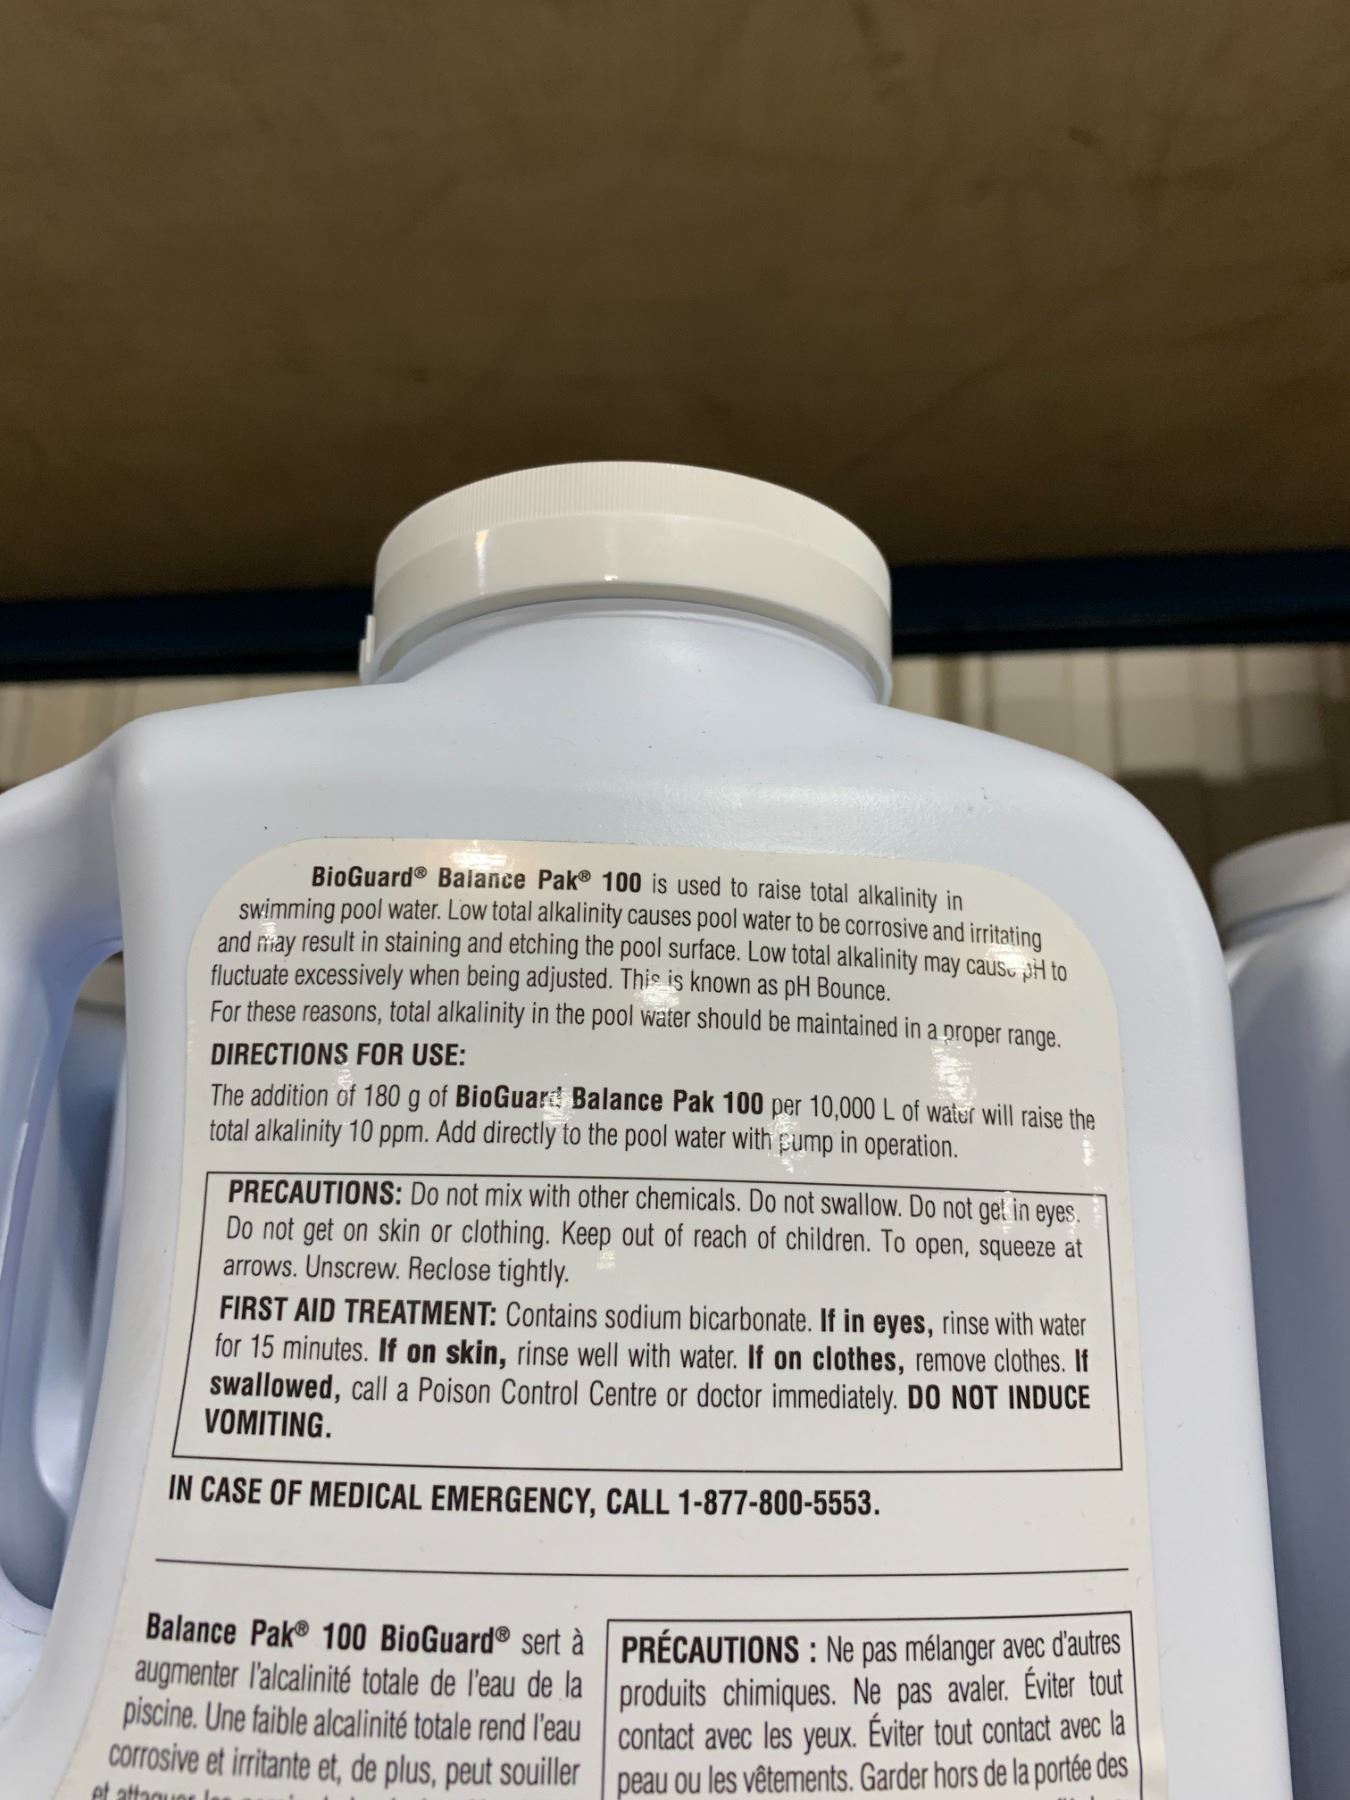 BioGuard® Balance Pak® 100 is used to raise total alkalinity in
swimming pool water. Low total alkalinity causes pool water to be corrosive and irritating
and may result in staining and etching the pool surface. Low total alkalinity may cause pH to
fluctuate excessively when being adjusted. This is known as pH Bounce.
For these reasons, total alkalinity in the pool water should be maintained in a proper range.
DIRECTIONS FOR USE:
The addition of 180 g of BioGuard Balance Pak 100 per 10,000 L of water will raise the
total alkalinity 10 ppm. Add directly to the pool water with pump in operation.
PRECAUTIONS: Do not mix with other chemicals. Do not swallow. Do not get in eyes.
Do not get on skin or clothing. Keep out of reach of children. To open, squeeze at
arrows. Unscrew. Reclose tightly.
FIRST AID TREATMENT: Contains sodium bicarbonate. If in eyes, rinse with water
for 15 minutes. If on skin, rinse well with water. If on clothes, remove clothes. If
swallowed, call a Poison Control Centre or doctor immediately. DO NOT INDUCE
VOMITING.
IN CASE OF MEDICAL EMERGENCY, CALL 1-877-800-5553.
Balance Pak® 100 BioGuard® sert à
augmenter l'alcalinité totale de l'eau de la
piscine. Une faible alcalinité totale rend l'eau
corrosive et irritante et, de plus, peut souiller
PRÉCAUTIONS : Ne pas mélanger avec d'autres
produits chimiques. Ne pas avaler. Éviter tout
contact avec les yeux. Éviter tout contact avec la
peau ou les vêtements. Garder hors de la portée des